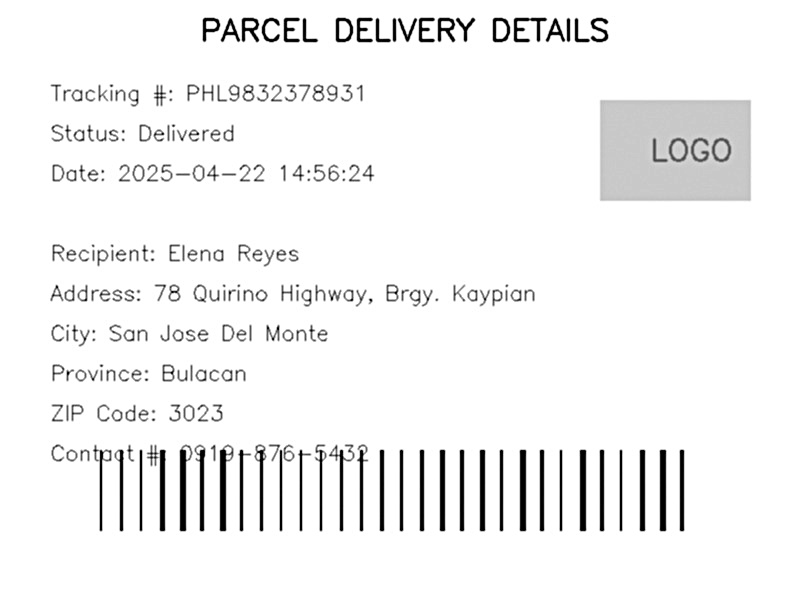 PARCEL DELIVERY DETAILS
Tracking #: PHL9832378931
Status: Delivered
Date: 2025-04-22 14:56:24
LOGO
Recipient: Elena Reyes
Address: 78 Quirino Highway, Brgy. Kaypian
City: San Jose Del Monte
Province: Bulacan
ZIP Code: 3023
Contact #: 0919-876-5432